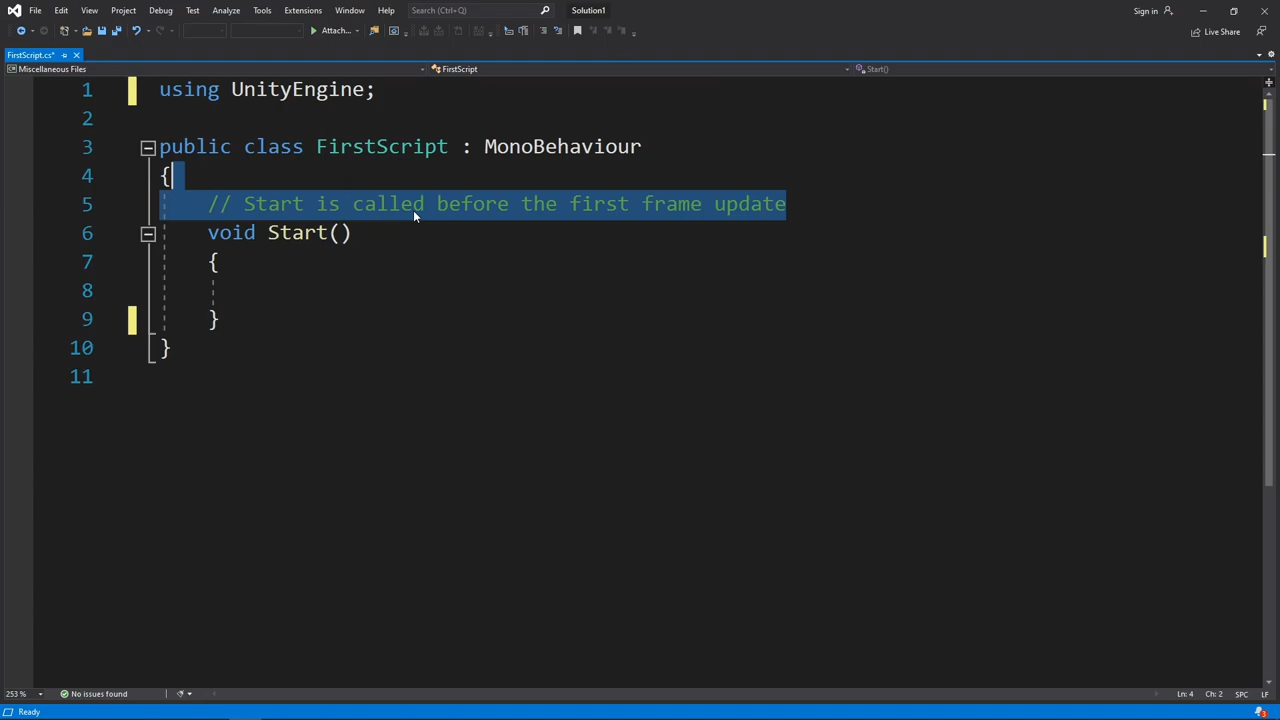 File Edit View Project Debug Test Analyze Tools Extensions Window Help Search (Ctrl+Q) Solution1 Sign in
Attach... Live Share
FirstScript.cs*
Miscellaneous Files FirstScript Start()
1 using UnityEngine;
2
3 public class FirstScript : MonoBehaviour
4 {
5 // Start is called before the first frame update
6 void Start()
7 {
8
9 }
10 }
11
253 % No issues found Ln: 4 Ch: 2 SPC LF
Ready 3